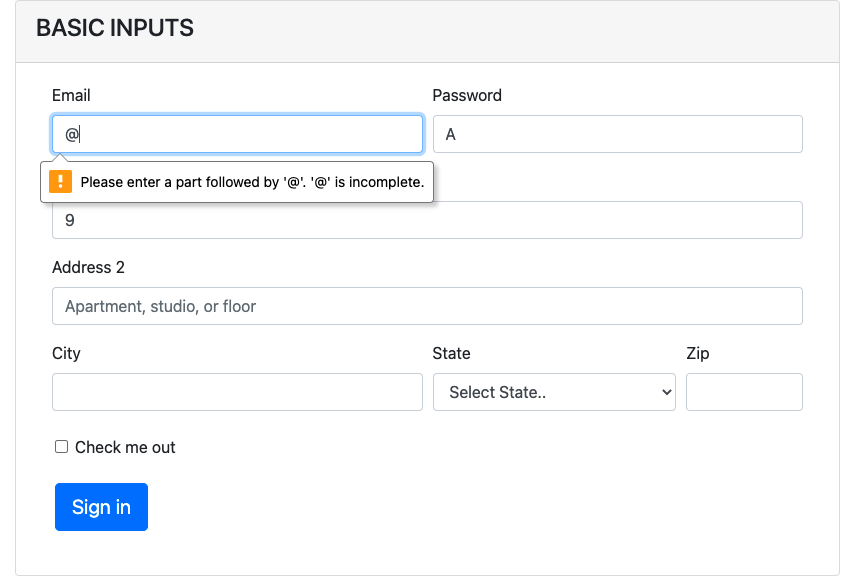 BASIC INPUTS
Email
Password
@
A
Please enter a part followed by '@'. '@' is incomplete.
9
Address 2
Apartment, studio, or floor
City
State
Zip
Select State..
Check me out
Sign in